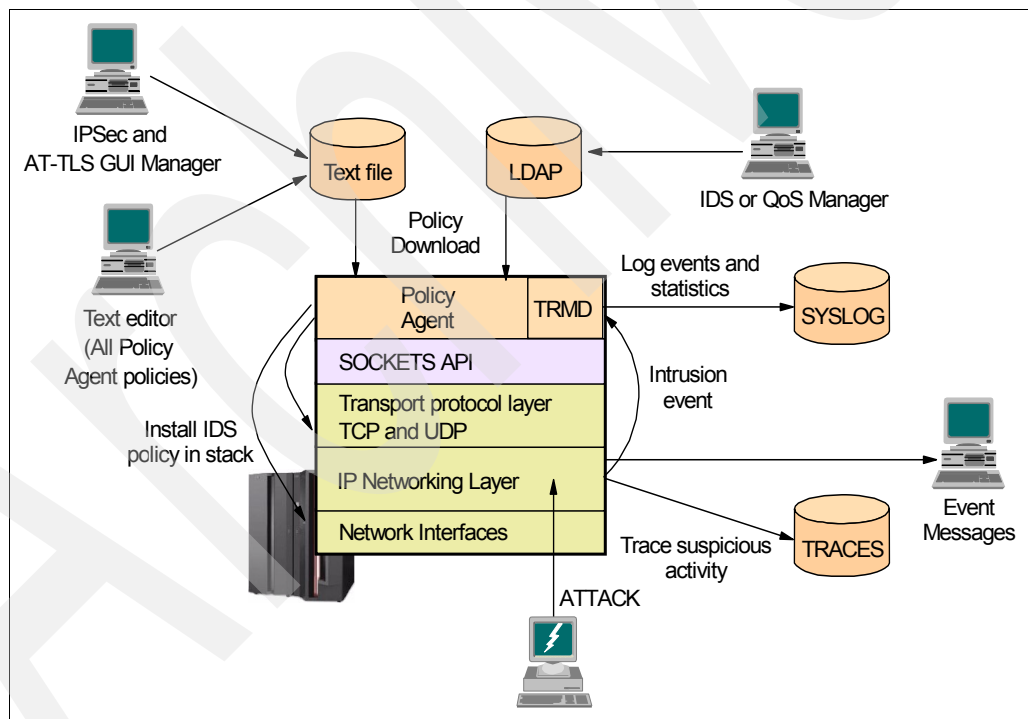 IPSec and
AT-TLS GUI Manager
Text file
LDAP
IDS or QoS Manager
Policy
Download
Text editor
(All Policy
Agent policies)
Policy
Agent
TRMD
Log events and
statistics
SYSLOG
SOCKETS API
Intrusion
event
Transport protocol layer
TCP and UDP
Install IDS
policy in stack
IP Networking Layer
Event
Messages
Network Interfaces
Trace suspicious
activity
TRACES
ATTACK